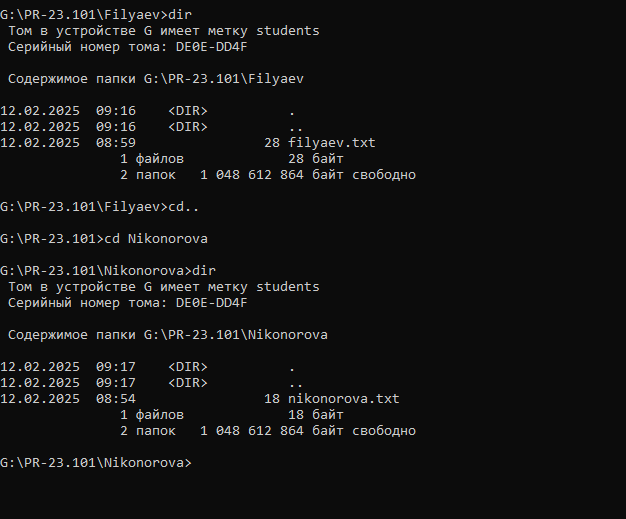 G:\PR-23.101\Filyaev>dir
 Том в устройстве G имеет метку students
 Серийный номер тома: DE0E-DD4F
 Содержимое папки G:\PR-23.101\Filyaev
12.02.2025  09:16    <DIR>          .
12.02.2025  09:16    <DIR>          ..
12.02.2025  08:59                28 filyaev.txt
               1 файлов             28 байт
               2 папок   1 048 612 864 байт свободно
G:\PR-23.101\Filyaev>cd..
G:\PR-23.101>cd Nikonorova
G:\PR-23.101\Nikonorova>dir
 Том в устройстве G имеет метку students
 Серийный номер тома: DE0E-DD4F
 Содержимое папки G:\PR-23.101\Nikonorova
12.02.2025  09:17    <DIR>          .
12.02.2025  09:17    <DIR>          ..
12.02.2025  08:54                18 nikonorova.txt
               1 файлов             18 байт
               2 папок   1 048 612 864 байт свободно
G:\PR-23.101\Nikonorova>